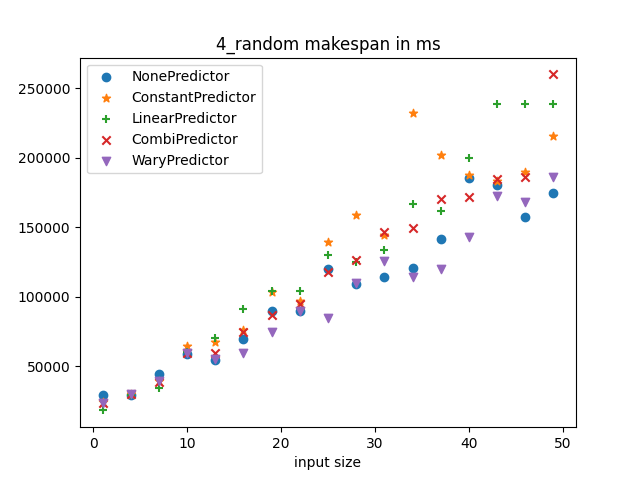 4_random makespan in ms
250000
200000
150000
100000
50000
NonePredictor
ConstantPredictor
LinearPredictor
CombiPredictor
WaryPredictor
0 10 20 30 40 50
input size